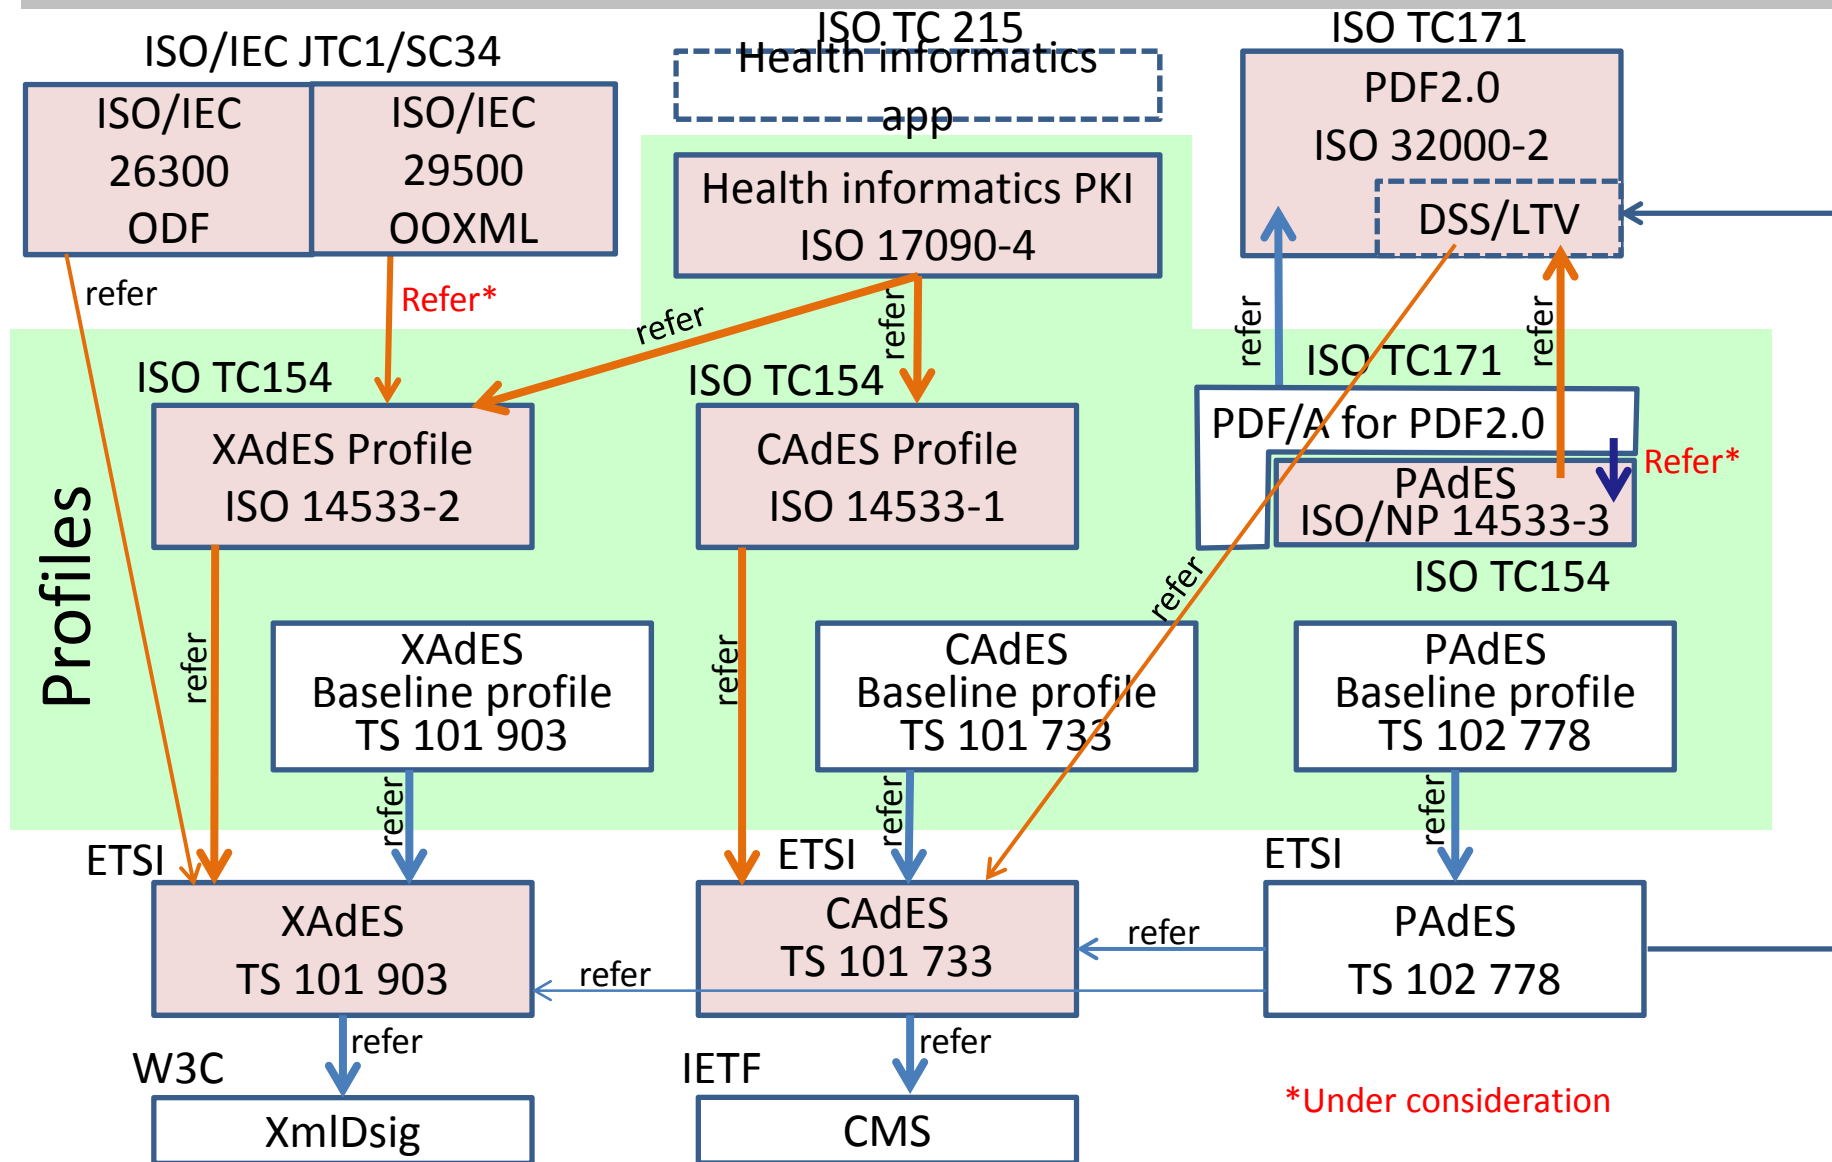 ISO/IEC JTC1/SC34
ISO TC 215
ISO TC171
ISO/IEC
26300
ODF
ISO/IEC
29500
OOXML
Health informatics
app
Health informatics PKI
ISO 17090-4
PDF2.0
ISO 32000-2
DSS/LTV
refer
Refer*
refer
refer
refer
refer
ISO TC154
ISO TC154
ISO TC171
XAdES Profile
ISO 14533-2
CAdES Profile
ISO 14533-1
PDF/A for PDF2.0
Refer*
PAdES
ISO/NP 14533-3
ISO TC154
Profiles
refer
refer
refer
XAdES
Baseline profile
TS 101 903
CAdES
Baseline profile
TS 101 733
PAdES
Baseline profile
TS 102 778
refer
refer
refer
ETSI
ETSI
ETSI
XAdES
TS 101 903
CAdES
TS 101 733
PAdES
TS 102 778
refer
refer
refer
refer
W3C
IETF
XmlDsig
CMS
*Under consideration